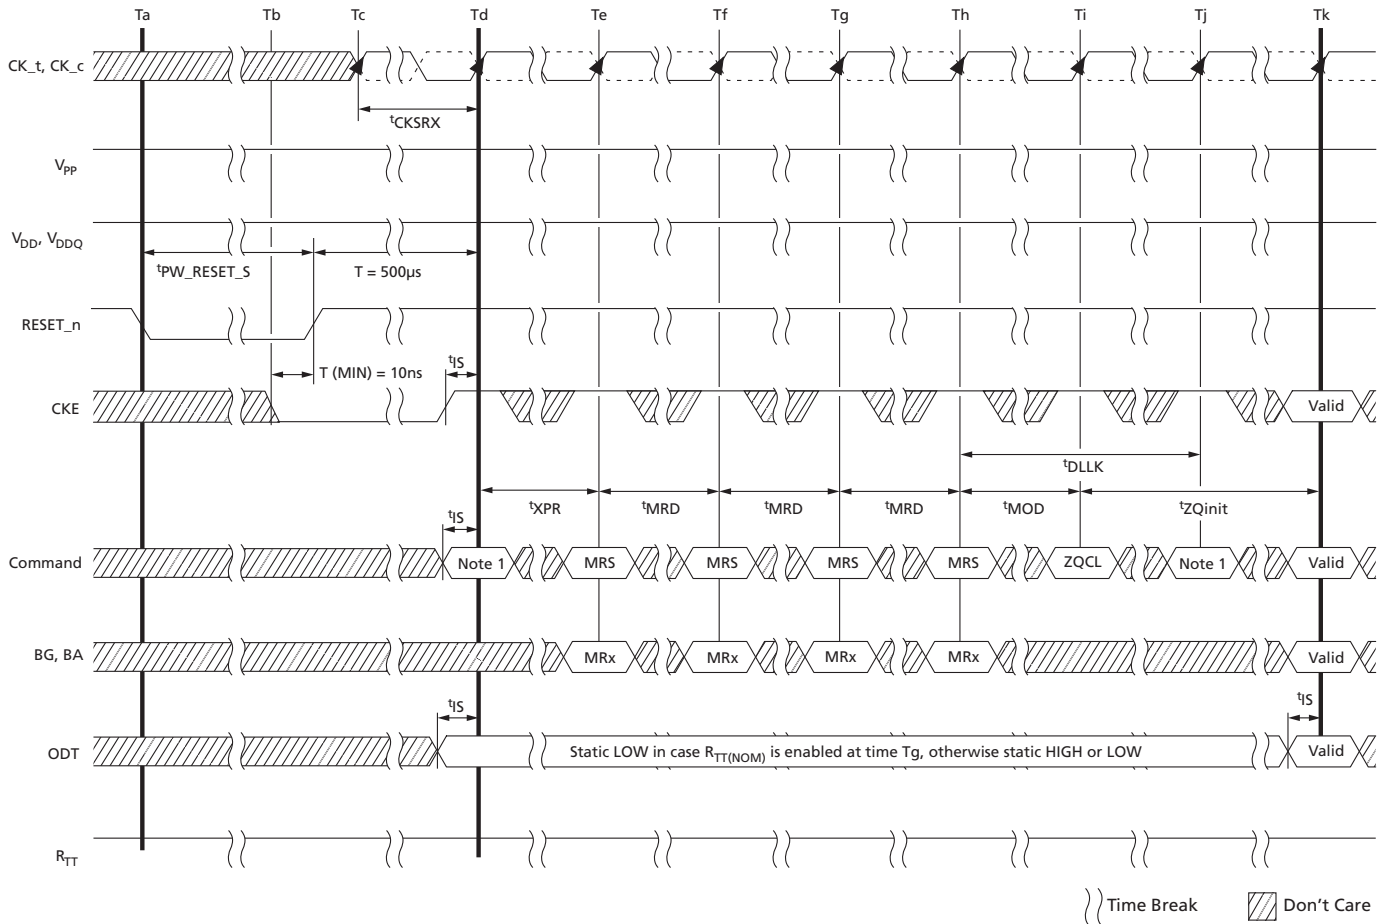 Ta Tb Tc Td Te Tf Tg Th Ti Tj Tk
CK_t, CK_c
tCKSRX
VPP
VDD, VDDQ
tPW_RESET_S T = 500μs
RESET_n
T (MIN) = 10ns tIS
CKE Valid
tDLLK
tXPR tMRD tMRD tMRD tMOD tZQinit
tIS
Command Note 1 MRS MRS MRS MRS ZQCL Note 1 Valid
BG, BA MRx MRx MRx MRx Valid
tIS tIS
ODT Static LOW in case RTT(NOM) is enabled at time Tg, otherwise static HIGH or LOW Valid
RTT
Time Break Don't Care